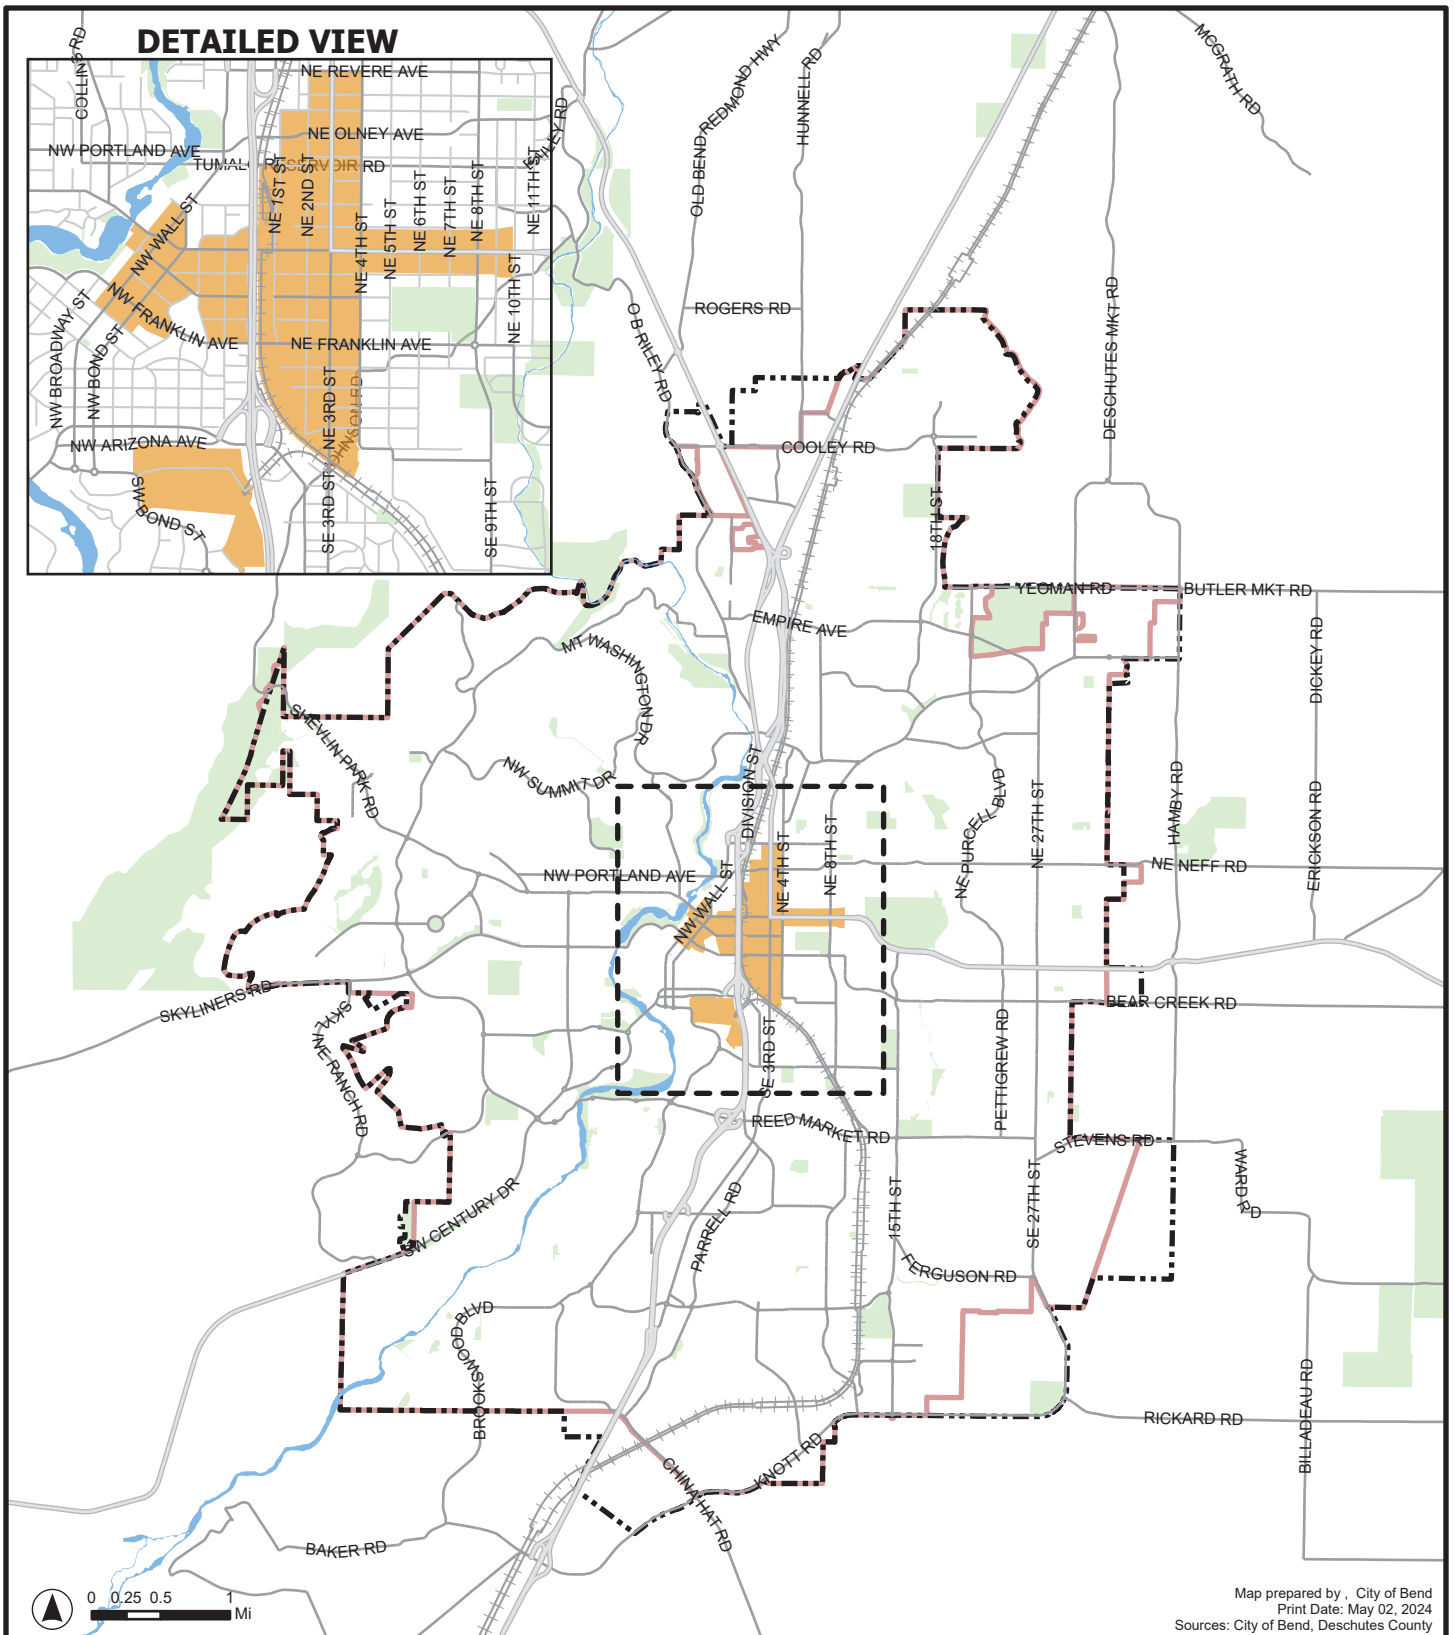 DETAILED VIEW
COLLINS RD
NE REVERE AVE
NE OLNEY AVE
NW PORTLAND AVE
TUMALO RESERVOIR RD
NE 1ST ST
NE 2ND ST
NE 4TH ST
NE 5TH ST
NE 6TH ST
NE 7TH ST
NE 8TH ST
NE 11TH ST
NE 10TH ST
NW WALL ST
NW FRANKLIN AVE
NE FRANKLIN AVE
NW BROADWAY ST
NW BOND ST
NE 3RD ST
JOHNSON RD
NW ARIZONA AVE
SW BOND ST
SE 3RD ST
SE 9TH ST
OLD BEND REDMOND HWY
HUNNELL RD
MCGRATH RD
ROGERS RD
O B RILEY RD
DESCHUTES MKT RD
COOLEY RD
18TH ST
YEOMAN RD
BUTLER MKT RD
EMPIRE AVE
MT WASHINGTON DR
DICKEY RD
SHEVLIN PARK RD
NW SUMMIT DR
DIVISION ST
NE PURCELL BLVD
NE 27TH ST
HAMBY RD
ERICKSON RD
NE 4TH ST
NE 8TH ST
NW PORTLAND AVE
NE NEFF RD
NW WALL ST
SKYLINERS RD
BEAR CREEK RD
SKYLINE RANCH RD
SE 3RD ST
PETTIGREW RD
REED MARKET RD
STEVENS RD
WARD RD
SW CENTURY DR
PARRELL RD
15TH ST
SE 27TH ST
FERGUSON RD
BROOKSWOOD BLVD
BILLADEAU RD
RICKARD RD
KNOTT RD
CHINA HAT RD
BAKER RD
0 0.25 0.5 1
Mi
Map prepared by , City of Bend
Print Date: May 02, 2024
Sources: City of Bend, Deschutes County